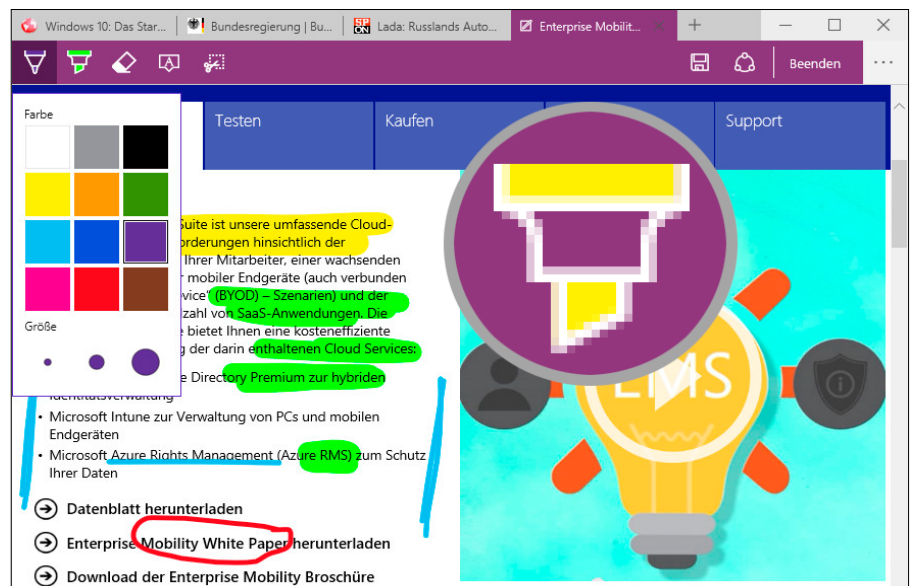 Windows 10: Das Star...
Bundesregierung | Bu...
SP ON Lada: Russlands Auto...
Enterprise Mobilit...
Beenden
Farbe
Größe
Testen
Kaufen
Support
Suite ist unsere umfassende Cloud-
orderungen hinsichtlich der
Ihrer Mitarbeiter, einer wachsenden
r mobiler Endgeräte (auch verbunden
vice" (BYOD) – Szenarien) und der
zahl von SaaS-Anwendungen. Die
e bietet Ihnen eine kosteneffiziente
g der darin enthaltenen Cloud Services:
e Directory Premium zur hybriden
Identitätsverwaltung
• Microsoft Intune zur Verwaltung von PCs und mobilen
Endgeräten
• Microsoft Azure Rights Management (Azure RMS) zum Schutz
Ihrer Daten
Datenblatt herunterladen
Enterprise Mobility White Paper herunterladen
Download der Enterprise Mobility Broschüre
EMS